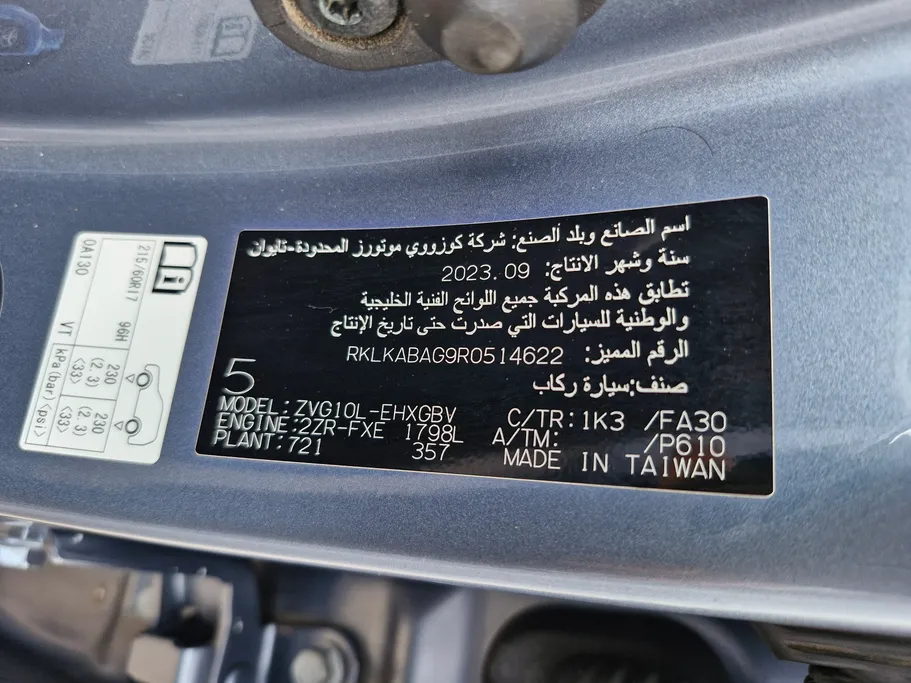 اسم الصانع وبلد الصنع: شركة كوزرووي موتورز المحدودة-تايوان
سنة وشهر الانتاج: 2023.09
تطابق هذه المركبة جميع اللوائح الفنية الخليجية
والوطنية للسيارات التي صدرت حتى تاريخ الإنتاج
الرقم المميز: RKLKABAG9R0514622
صنف:سيارة ركاب
5
MODEL:ZVG10L-EHXGBV C/TR:1K3 /FA30
ENGINE:2ZR-FXE 1798L A/TM: /P610
PLANT:721 357 MADE IN TAIWAN
215/60R17 96H
230 (2.3) <33> 230 (2.3) <33>
VT kPa(bar)<psi>
0A130